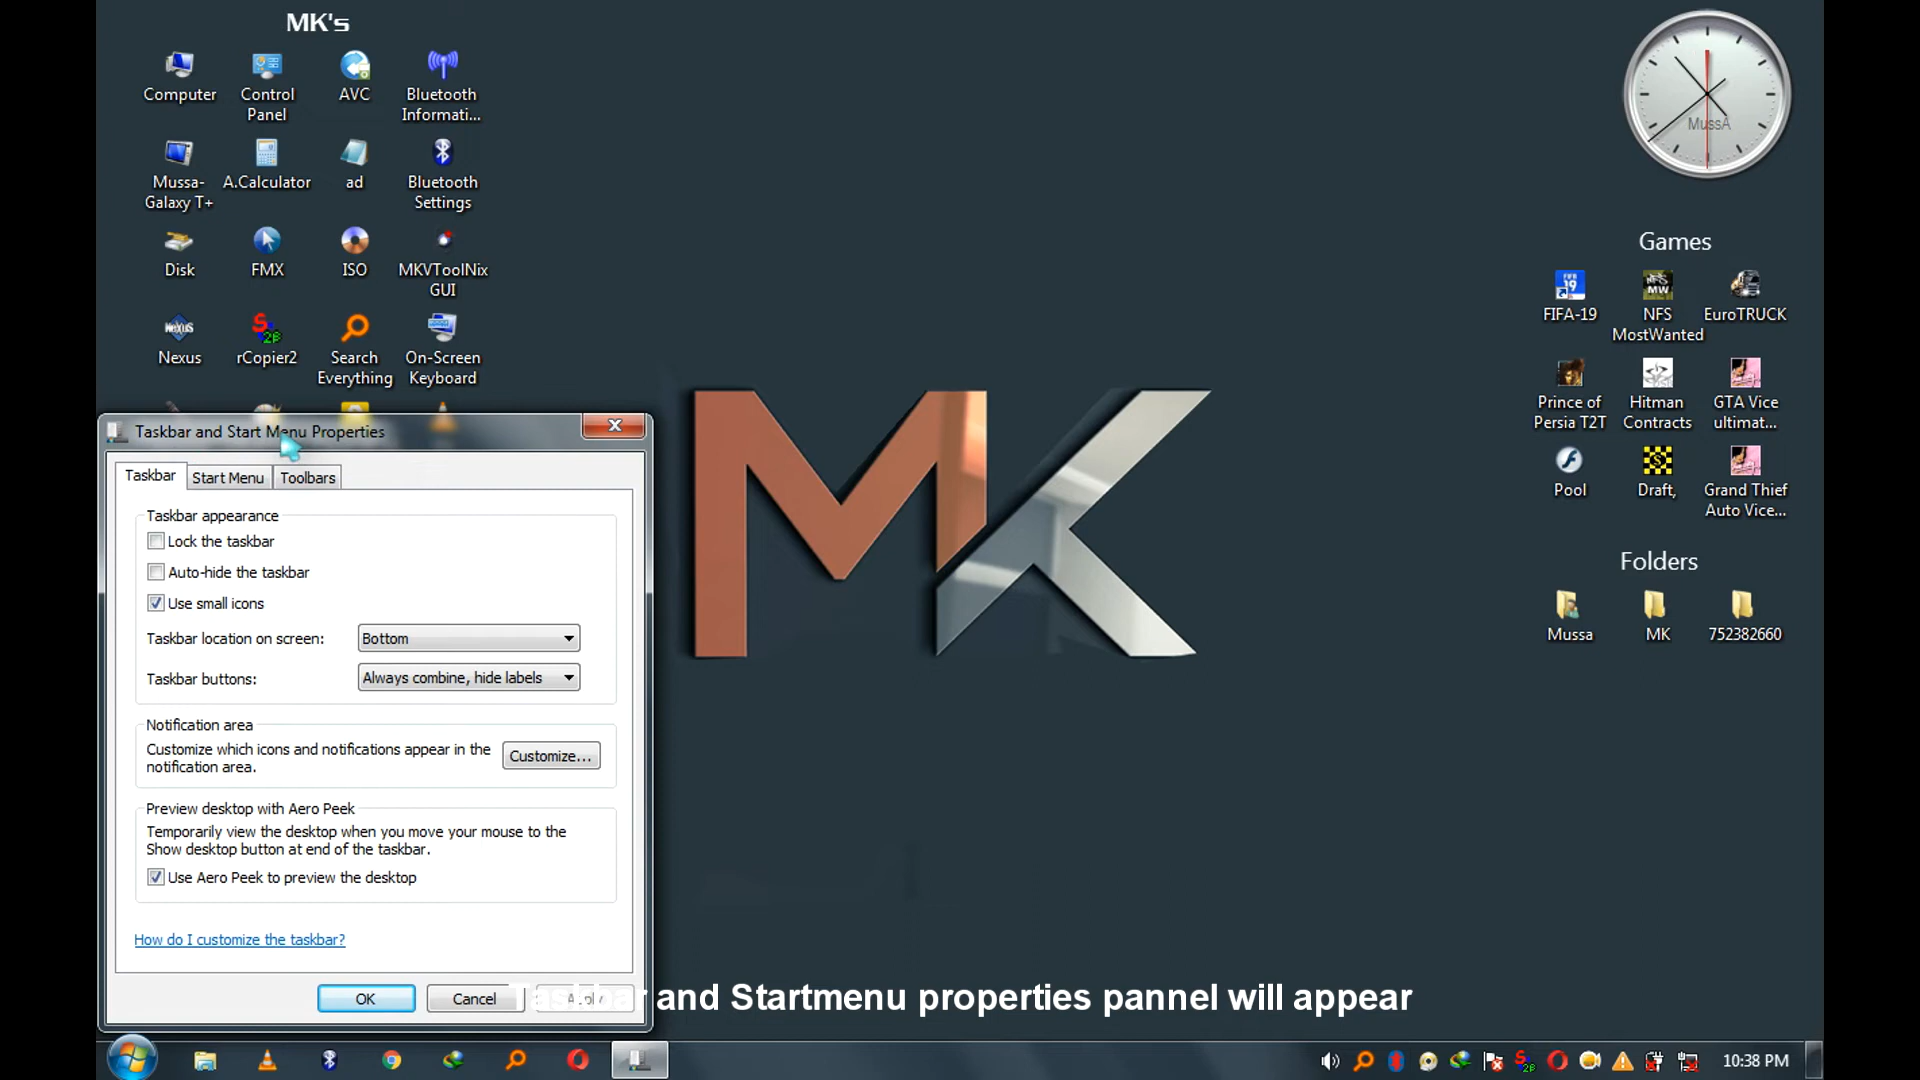 MK's
Computer
Control
Panel
AVC
Bluetooth
Informati...
Mussa-
Galaxy T+
A.Calculator
ad
Bluetooth
Settings
Disk
FMX
ISO
MKVToolNix
GUI
Nexus
rCopier2
Search
Everything
On-Screen
Keyboard
MussA
Games
FIFA-19
NFS
MostWanted
EuroTRUCK
Prince of
Persia T2T
Hitman
Contracts
GTA Vice
ultimat...
Pool
Draft,
Grand Thief
Auto Vice...
Folders
Mussa
MK
752382660
MK
Taskbar and Start Menu Properties
Taskbar
Start Menu
Toolbars
Taskbar appearance
Lock the taskbar
Auto-hide the taskbar
Use small icons
Taskbar location on screen:
Bottom
Taskbar buttons:
Always combine, hide labels
Notification area
Customize which icons and notifications appear in the
notification area.
Customize...
Preview desktop with Aero Peek
Temporarily view the desktop when you move your mouse to the
Show desktop button at end of the taskbar.
Use Aero Peek to preview the desktop
How do I customize the taskbar?
OK
Cancel
Apply
Taskbar and Startmenu properties pannel will appear
10:38 PM